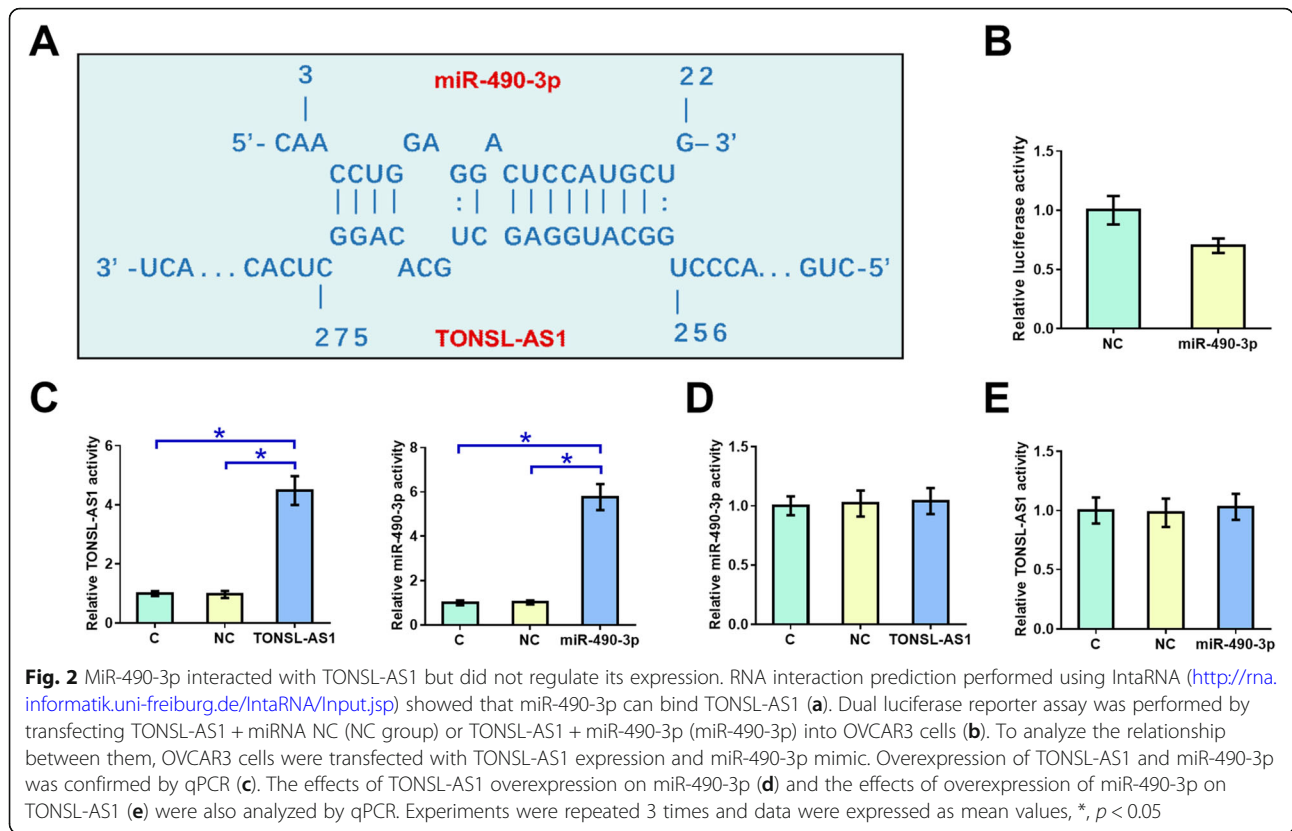 A
3 miR-490-3p 22
5’- CAA GA A G– 3’
CCUG GG CUCCAUGCU
GGAC UC GAGGUACGG
3’ -UCA ... CACUC ACG UCCCA... GUC-5’
275 TONSL-AS1 256
B
Relative luciferase activity
1.5
1.0
0.5
0.0
NC miR-490-3p
C
Relative TONSL-AS1 activity
6
4
2
0
* *
C NC TONSL-AS1
Relative miR-490-3p activity
8
6
4
2
0
* *
C NC miR-490-3p
D
Relative miR-490-3p activity
1.5
1.0
0.5
0.0
C NC TONSL-AS1
E
Relative TONSL-AS1 activity
1.5
1.0
0.5
0.0
C NC miR-490-3p
Fig. 2 MiR-490-3p interacted with TONSL-AS1 but did not regulate its expression. RNA interaction prediction performed using IntaRNA (http://rna.
informatik.uni-freiburg.de/IntaRNA/Input.jsp) showed that miR-490-3p can bind TONSL-AS1 (a). Dual luciferase reporter assay was performed by
transfecting TONSL-AS1 + miRNA NC (NC group) or TONSL-AS1 + miR-490-3p (miR-490-3p) into OVCAR3 cells (b). To analyze the relationship
between them, OVCAR3 cells were transfected with TONSL-AS1 expression and miR-490-3p mimic. Overexpression of TONSL-AS1 and miR-490-3p
was confirmed by qPCR (c). The effects of TONSL-AS1 overexpression on miR-490-3p (d) and the effects of overexpression of miR-490-3p on
TONSL-AS1 (e) were also analyzed by qPCR. Experiments were repeated 3 times and data were expressed as mean values, *, p < 0.05